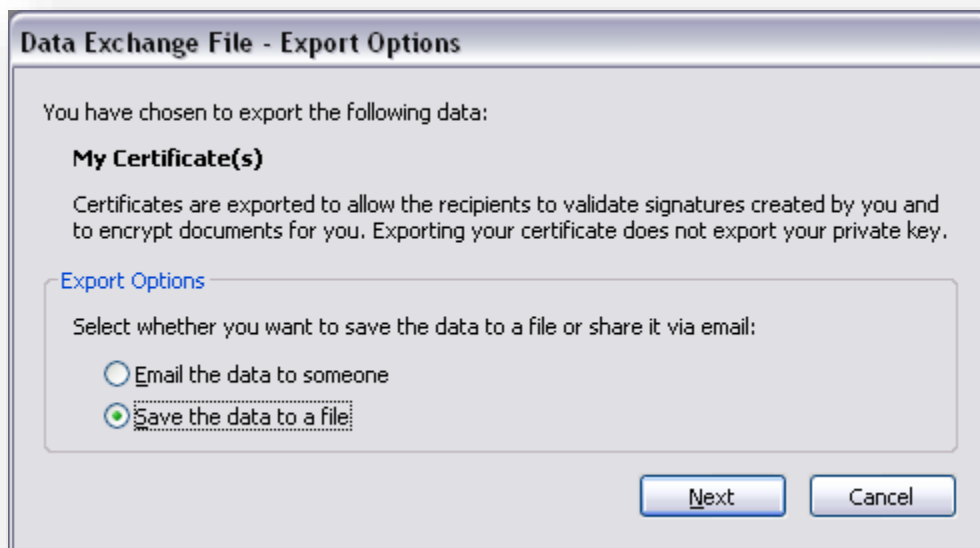 Data Exchange File - Export Options
You have chosen to export the following data:
My Certificate(s)
Certificates are exported to allow the recipients to validate signatures created by you and
to encrypt documents for you. Exporting your certificate does not export your private key.
Export Options
Select whether you want to save the data to a file or share it via email:
Email the data to someone
Save the data to a file
Next Cancel